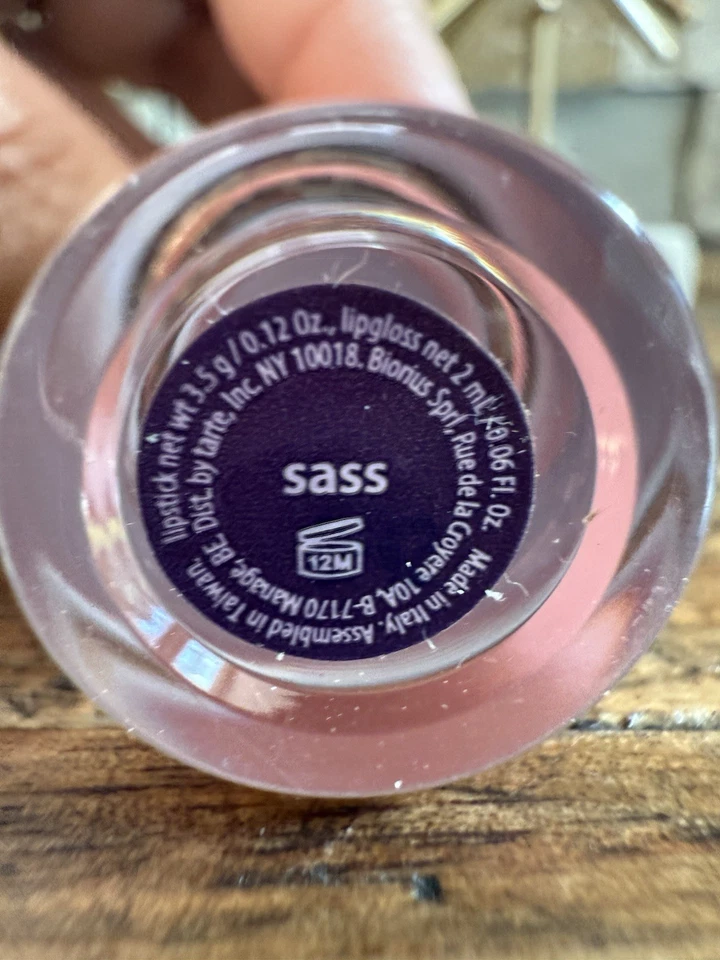 lipstick net wt 3.5 g / 0.12 Oz., lipgloss net 2 mL / 0.06 Fl. Oz. Made in Italy. Assembled in Taiwan.
Dist. by tarte, Inc. NY 10018. Biorius Sprl, Rue de la Croyere 10A, B-7170 Manage, BE.
sass
12M